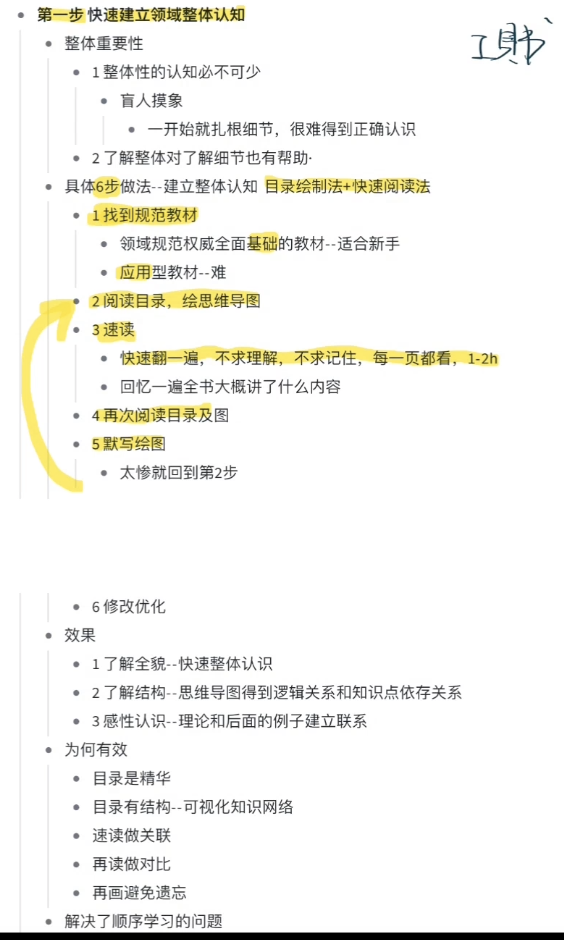 第一步 快速建立领域整体认知
工具书
整体重要性
1 整体性的认知必不可少
盲人摸象
一开始就扎根细节，很难得到正确认识
2 了解整体对了解细节也有帮助·
具体6步做法--建立整体认知 目录绘制法+快速阅读法
1 找到规范教材
领域规范权威全面基础的教材--适合新手
应用型教材--难
2 阅读目录，绘思维导图
3 速读
快速翻一遍，不求理解，不求记住，每一页都看，1-2h
回忆一遍全书大概讲了什么内容
4 再次阅读目录及图
5 默写绘图
太惨就回到第2步
6 修改优化
效果
1 了解全貌--快速整体认识
2 了解结构--思维导图得到逻辑关系和知识点依存关系
3 感性认识--理论和后面的例子建立联系
为何有效
目录是精华
目录有结构--可视化知识网络
速读做关联
再读做对比
再画避免遗忘
解决了顺序学习的问题